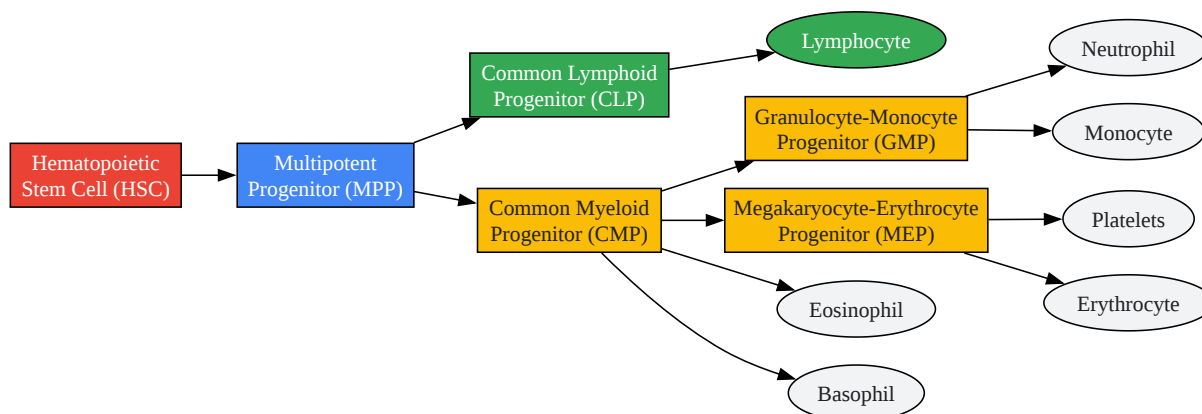 Hematopoietic
Stem Cell (HSC)
Multipotent
Progenitor (MPP)
Common Lymphoid
Progenitor (CLP)
Lymphocyte
Common Myeloid
Progenitor (CMP)
Granulocyte-Monocyte
Progenitor (GMP)
Neutrophil
Monocyte
Megakaryocyte-Erythrocyte
Progenitor (MEP)
Platelets
Erythrocyte
Eosinophil
Basophil